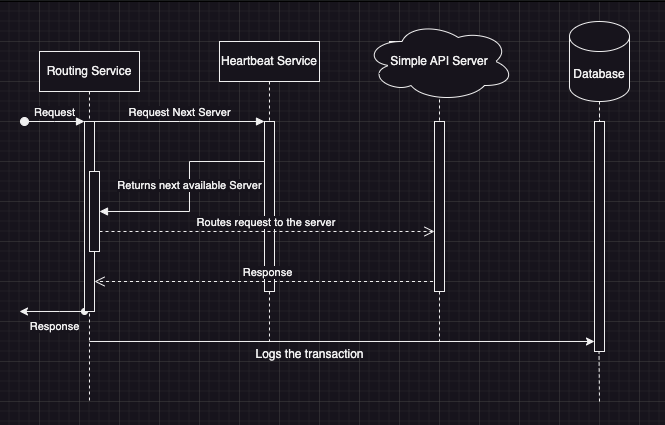 Routing Service
Heartbeat Service
Simple API Server
Database
Request
Request Next Server
Returns next available Server
Routes request to the server
Response
Response
Logs the transaction